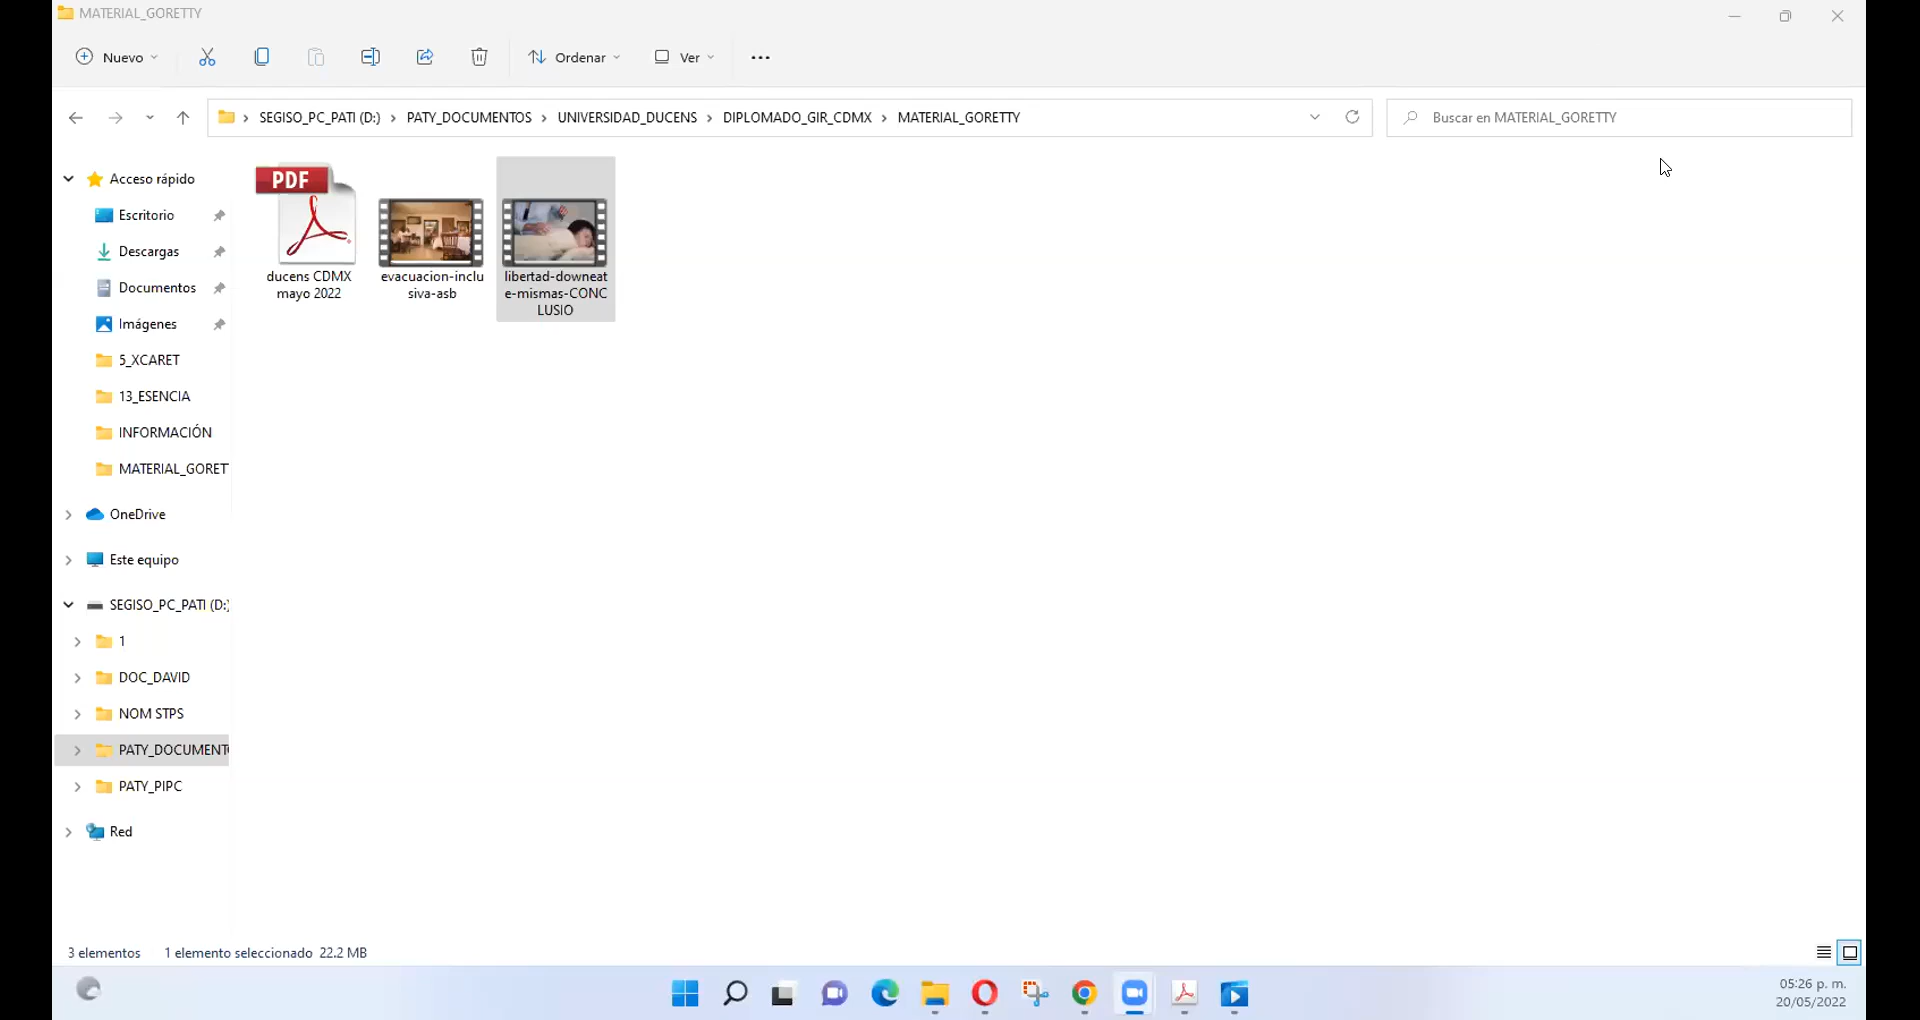 MATERIAL_GORETTY
Nuevo
Ordenar
Ver
SEGISO_PC_PATI (D:) > PATY_DOCUMENTOS > UNIVERSIDAD_DUCENS > DIPLOMADO_GIR_CDMX > MATERIAL_GORETTY
Buscar en MATERIAL_GORETTY
Acceso rápido
Escritorio
Descargas
Documentos
Imágenes
5_XCARET
13_ESENCIA
INFORMACIÓN
MATERIAL_GORET
OneDrive
Este equipo
SEGISO_PC_PATI (D:)
1
DOC_DAVID
NOM STPS
PATY_DOCUMENTO
PATY_PIPC
Red
PDF
ducens CDMX
mayo 2022
evacuacion-inclu
siva-asb
libertad-downeat
e-mismas-CONC
LUSIO
3 elementos
1 elemento seleccionado 22.2 MB
05:26 p. m.
20/05/2022